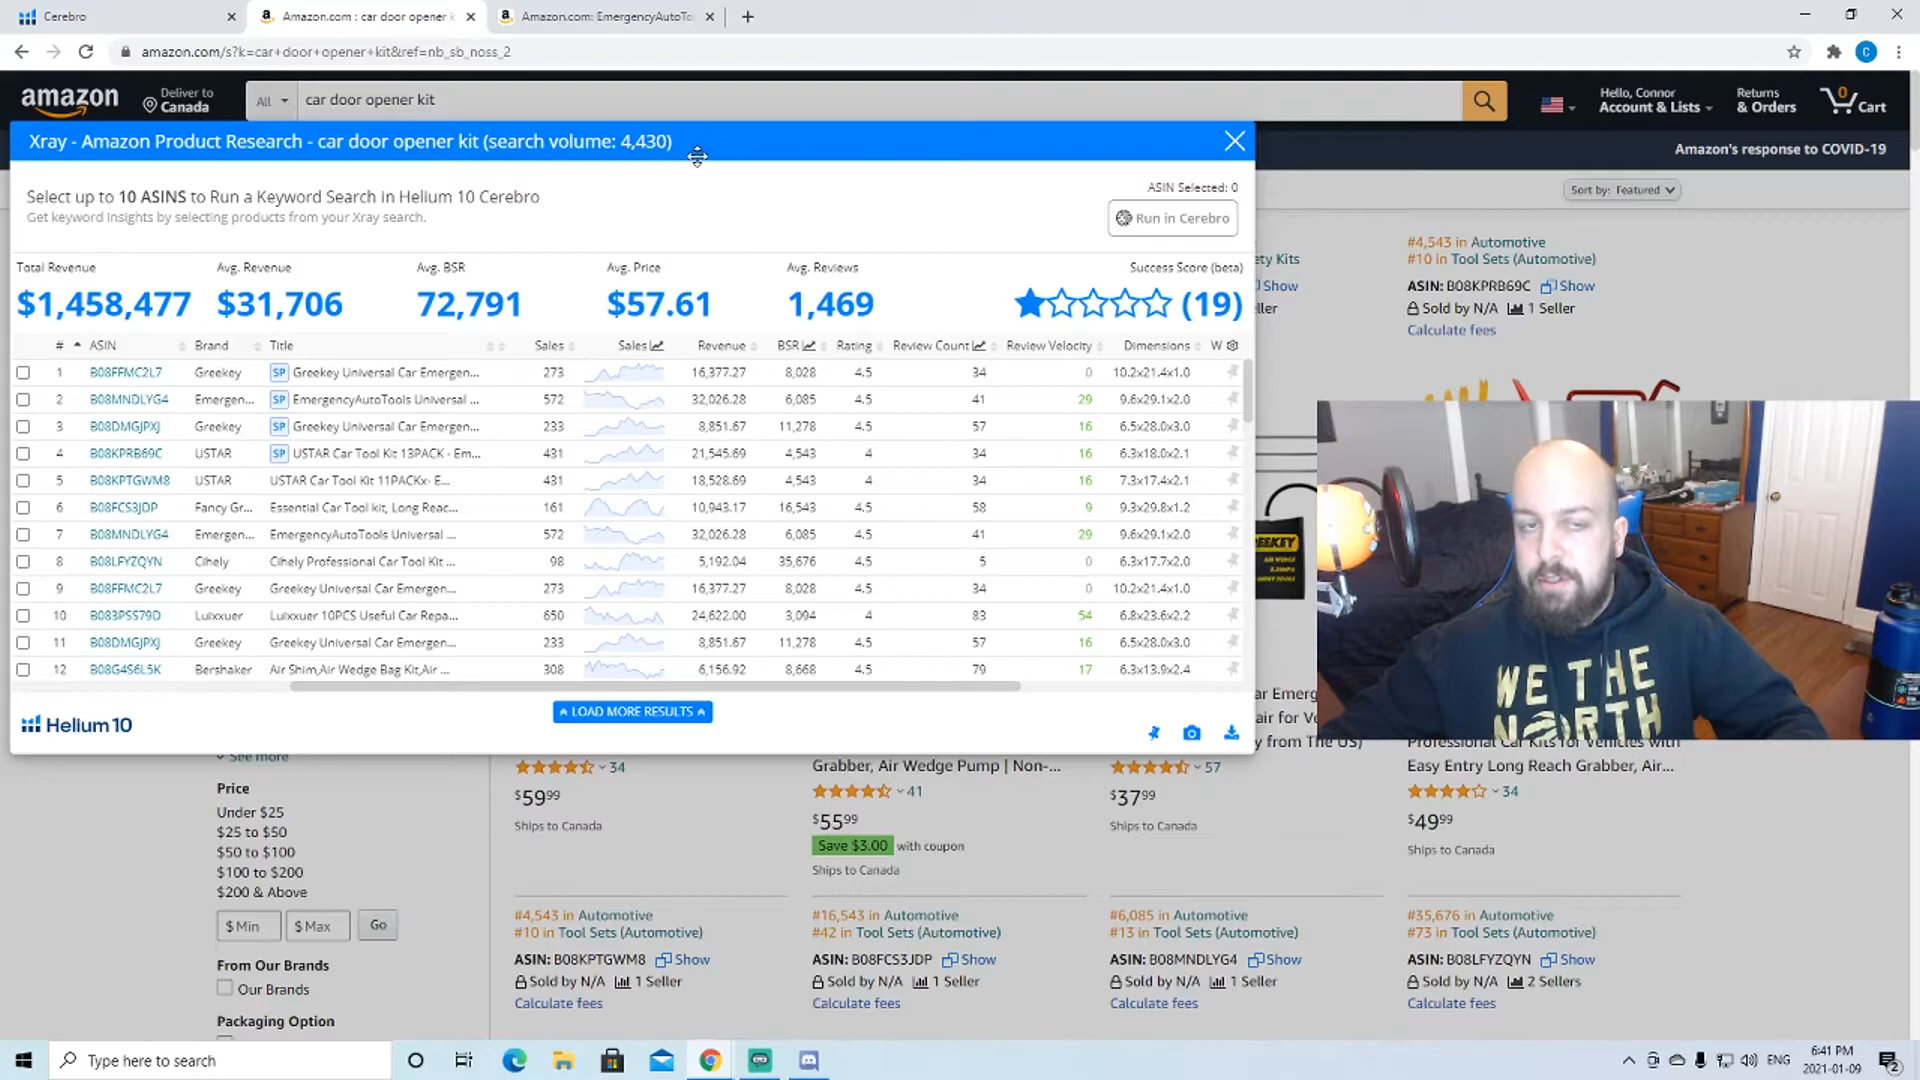 Cerebro
Amazon.com : car door opener k
Amazon.com: EmergencyAutoTo
amazon.com/s?k=car+door+opener+kit&ref=nb_sb_noss_2
C
amazon
Deliver to
Canada
All
car door opener kit
Hello, Connor
Account & Lists
Returns
& Orders
0
Cart
Xray - Amazon Product Research - car door opener kit (search volume: 4,430)
Amazon's response to COVID-19
Sort by: Featured
Select up to 10 ASINS to Run a Keyword Search in Helium 10 Cerebro
Get keyword insights by selecting products from your Xray search.
ASIN Selected: 0
Run in Cerebro
Total Revenue Avg. Revenue Avg. BSR Avg. Price Avg. Reviews Success Score (beta)
$1,458,477 $31,706 72,791 $57.61 1,469 (19)
# ASIN Brand Title Sales Sales Revenue BSR Rating Review Count Review Velocity Dimensions W
1 B08FFMC2L7 Greekey SP Greekey Universal Car Emergen... 273 16,377.27 8,028 4.5 34 0 10.2x21.4x1.0
2 B08MNDLYG4 Emergen... SP EmergencyAutoTools Universal ... 572 32,026.28 6,085 4.5 41 29 9.6x29.1x2.0
3 B08DMGJPXJ Greekey SP Greekey Universal Car Emergen... 233 8,851.67 11,278 4.5 57 16 6.5x28.0x3.0
4 B08KPRB69C USTAR SP USTAR Car Tool Kit 13PACK - Em... 431 21,545.69 4,543 4 34 16 6.3x18.0x2.1
5 B08KPTGWM8 USTAR USTAR Car Tool Kit 11PACKx- E... 431 18,528.69 4,543 4 34 16 7.3x17.4x2.1
6 B08FCS3JDP Fancy Gr... Essential Car Tool kit, Long Reac... 161 10,943.17 16,543 4.5 58 9 9.3x29.8x1.2
7 B08MNDLYG4 Emergen... EmergencyAutoTools Universal ... 572 32,026.28 6,085 4.5 41 29 9.6x29.1x2.0
8 B08LFYZQYN Cihely Cihely Professional Car Tool Kit ... 98 5,192.04 35,676 4.5 5 0 6.3x17.7x2.0
9 B08FFMC2L7 Greekey Greekey Universal Car Emergen... 273 16,377.27 8,028 4.5 34 0 10.2x21.4x1.0
10 B083PSS79D Luixxuer Luixxuer 10PCS Useful Car Repa... 650 24,622.00 3,094 4 83 54 6.8x23.6x2.2
11 B08DMGJPXJ Greekey Greekey Universal Car Emergen... 233 8,851.67 11,278 4.5 57 16 6.5x28.0x3.0
12 B08G4S6L5K Bershaker Air Shim,Air Wedge Bag Kit,Air ... 308 6,156.92 8,668 4.5 79 17 6.3x13.9x2.4
LOAD MORE RESULTS
Helium 10
ety Kits
Show
ller
#4,543 in Automotive
#10 in Tool Sets (Automotive)
ASIN: B08KPRB69C Show
Sold by N/A 1 Seller
Calculate fees
WE THE
NORTH
ar Emerg
air for Ve
y from The US)
Professional Car Kits for Vehicles with
Easy Entry Long Reach Grabber, Air...
34
$49.99
Ships to Canada
See more
Price
Under $25
$25 to $50
$50 to $100
$100 to $200
$200 & Above
$ Min $ Max Go
From Our Brands
Our Brands
Packaging Option
34
$59.99
Ships to Canada
Grabber, Air Wedge Pump | Non-...
41
$55.99
Save $3.00 with coupon
Ships to Canada
57
$37.99
Ships to Canada
#4,543 in Automotive
#10 in Tool Sets (Automotive)
ASIN: B08KPTGWM8 Show
Sold by N/A 1 Seller
Calculate fees
#16,543 in Automotive
#42 in Tool Sets (Automotive)
ASIN: B08FCS3JDP Show
Sold by N/A 1 Seller
Calculate fees
#6,085 in Automotive
#13 in Tool Sets (Automotive)
ASIN: B08MNDLYG4 Show
Sold by N/A 1 Seller
Calculate fees
#35,676 in Automotive
#73 in Tool Sets (Automotive)
ASIN: B08LFYZQYN Show
Sold by N/A 2 Sellers
Calculate fees
Type here to search
ENG
6:41 PM
2021-01-09
2